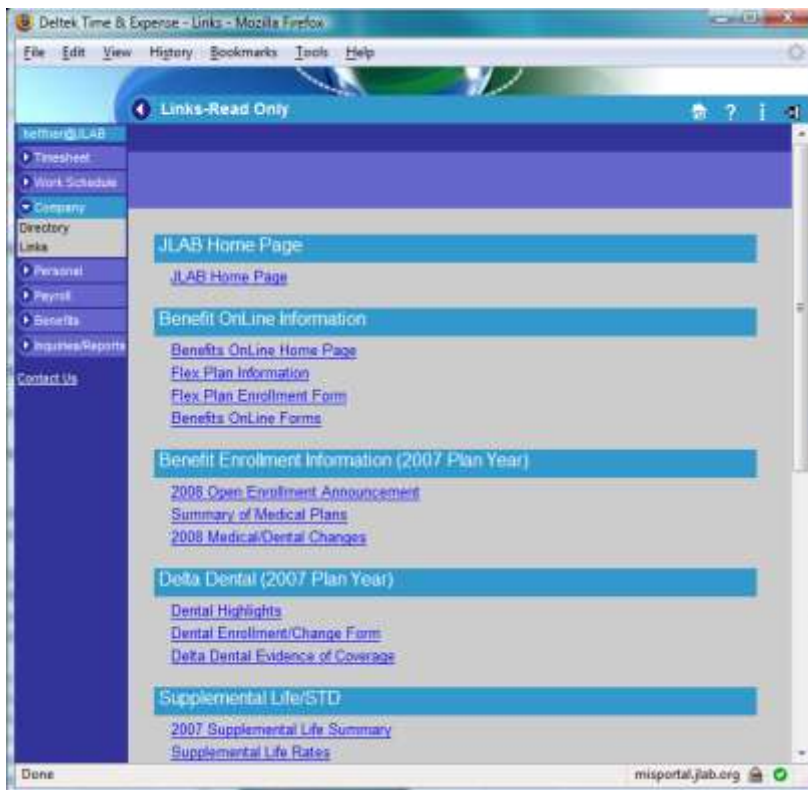 Deltek Time & Expense - Links - Mozilla Firefox
File Edit View History Bookmarks Tools Help
Links-Read Only
? i
Timesheet
Work Schedule
Company
Directory
Links
Personal
Payroll
Benefits
Inquiries/Reports
Contact Us
JLAB Home Page
JLAB Home Page
Benefit OnLine Information
Benefits OnLine Home Page
Flex Plan Information
Flex Plan Enrollment Form
Benefits OnLine Forms
Benefit Enrollment Information (2007 Plan Year)
2008 Open Enrollment Announcement
Summary of Medical Plans
2008 Medical/Dental Changes
Delta Dental (2007 Plan Year)
Dental Highlights
Dental Enrollment/Change Form
Delta Dental Evidence of Coverage
Supplemental Life/STD
2007 Supplemental Life Summary
Supplemental Life Rates
Done
misportal.jlab.org